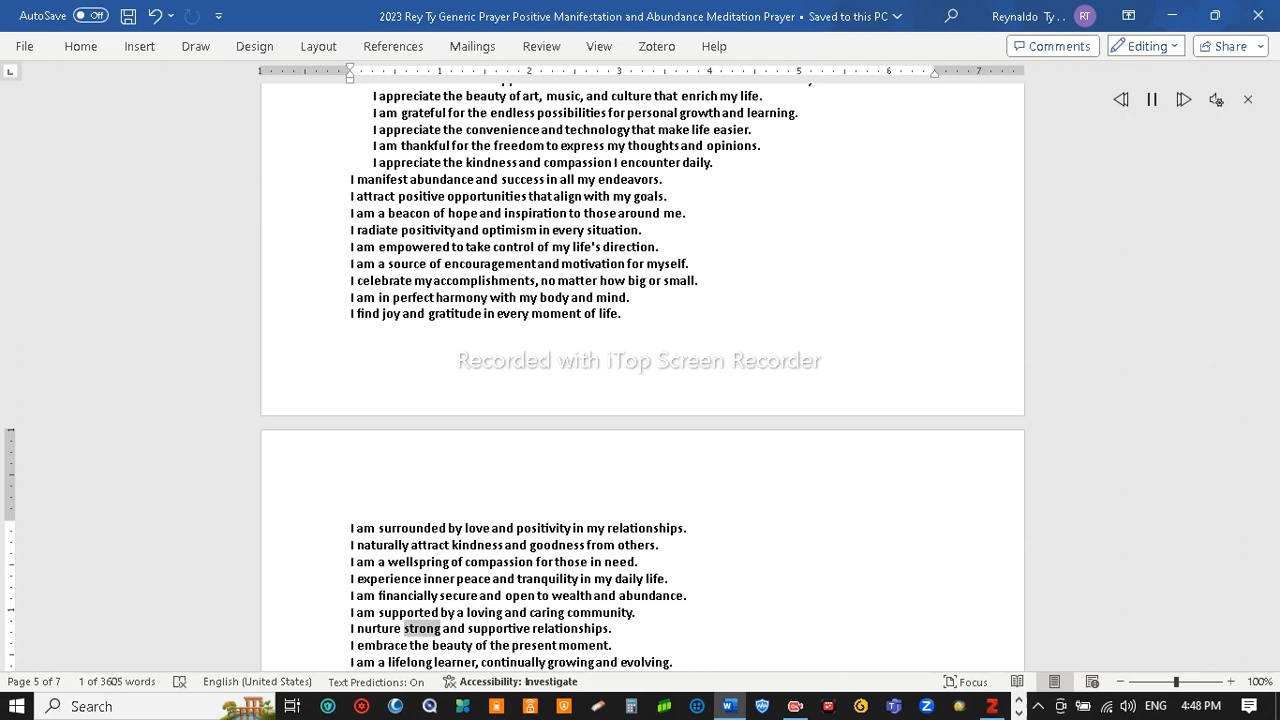 AutoSave Off 2023 Rey Ty Generic Prayer Positive Manifestation and Abundance Meditation Prayer • Saved to this PC Reynaldo Ty .. RT
File Home Insert Draw Design Layout References Mailings Review View Zotero Help Comments Editing Share
1 1 2 3 4 5 6 7
I appreciate the beauty of art, music, and culture that enrich my life.
I am grateful for the endless possibilities for personal growth and learning.
I appreciate the convenience and technology that make life easier.
I am thankful for the freedom to express my thoughts and opinions.
I appreciate the kindness and compassion I encounter daily.
I manifest abundance and success in all my endeavors.
I attract positive opportunities that align with my goals.
I am a beacon of hope and inspiration to those around me.
I radiate positivity and optimism in every situation.
I am empowered to take control of my life's direction.
I am a source of encouragement and motivation for myself.
I celebrate my accomplishments, no matter how big or small.
I am in perfect harmony with my body and mind.
I find joy and gratitude in every moment of life.
Recorded with iTop Screen Recorder
I am surrounded by love and positivity in my relationships.
I naturally attract kindness and goodness from others.
I am a wellspring of compassion for those in need.
I experience inner peace and tranquility in my daily life.
I am financially secure and open to wealth and abundance.
I am supported by a loving and caring community.
I nurture strong and supportive relationships.
I embrace the beauty of the present moment.
I am a lifelong learner, continually growing and evolving.
Page 5 of 7 1 of 3605 words English (United States) Text Predictions: On Accessibility: Investigate Focus 100%
Search ENG 4:48 PM